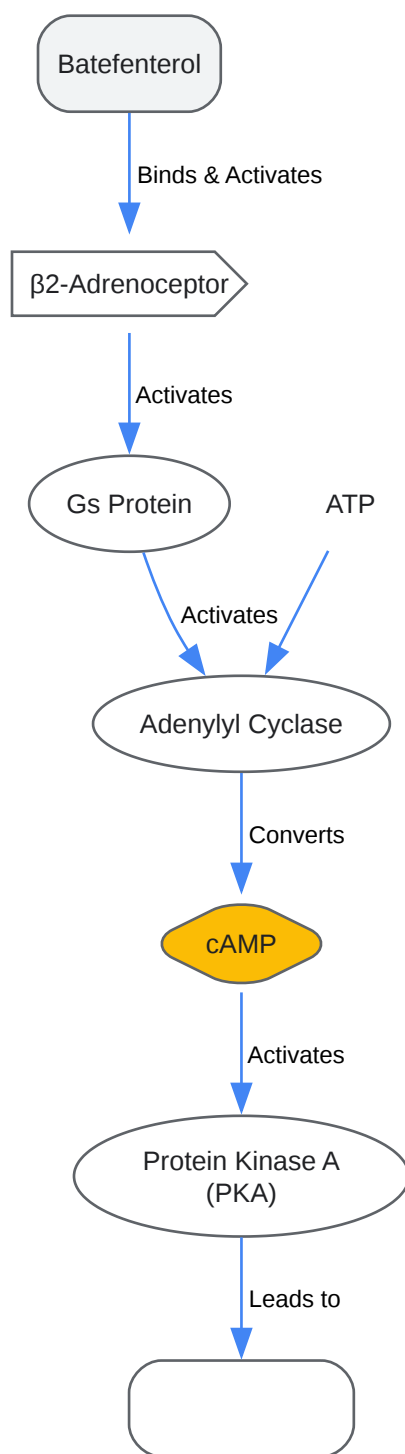 Batefenterol
Binds & Activates
β2-Adrenoceptor
Activates
Gs Protein
ATP
Activates
Adenylyl Cyclase
Converts
cAMP
Activates
Protein Kinase A
(PKA)
Leads to